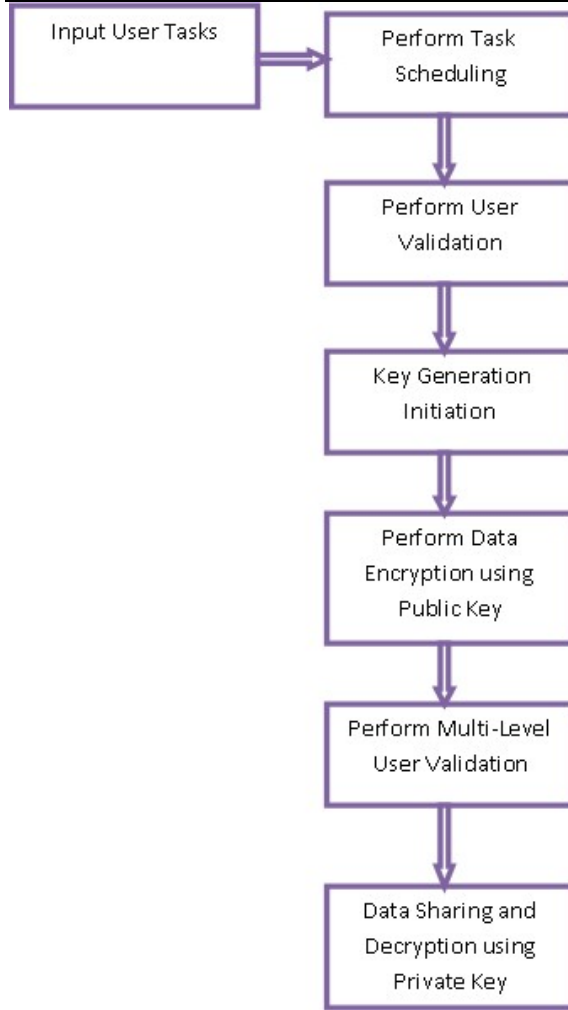 Input User Tasks
Perform Task
Scheduling
Perform User
Validation
Key Generation
Initiation
Perform Data
Encryption using
Public Key
Perform Multi-Level
User Validation
Data Sharing and
Decryption using
Private Key